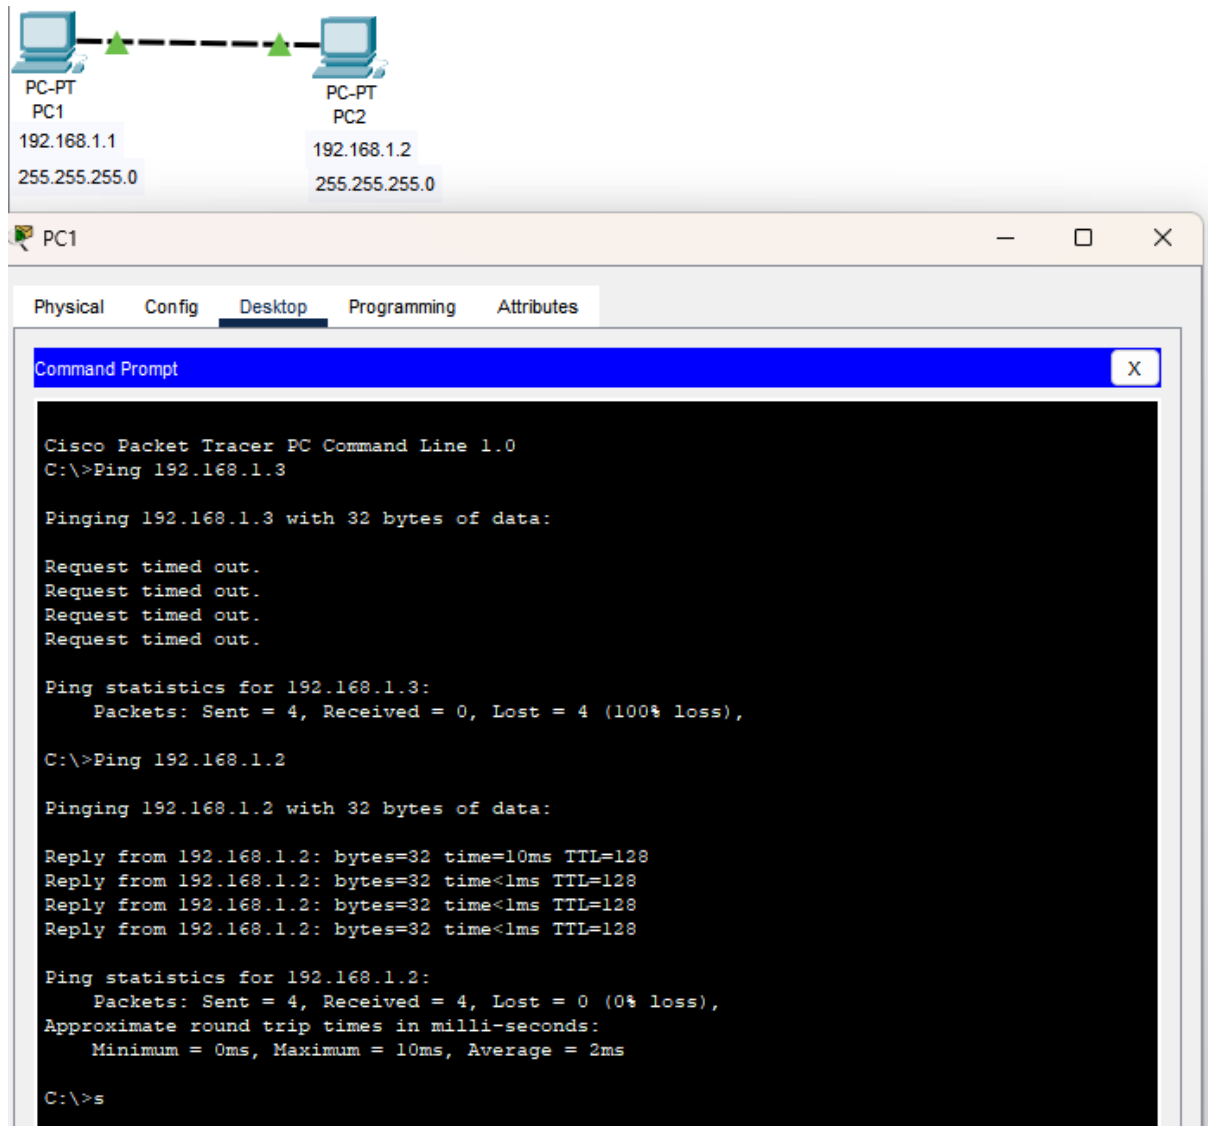 PC-PT
PC1
192.168.1.1
255.255.255.0
PC-PT
PC2
192.168.1.2
255.255.255.0
PC1
Physical Config Desktop Programming Attributes
Command Prompt X
Cisco Packet Tracer PC Command Line 1.0
C:\>Ping 192.168.1.3
Pinging 192.168.1.3 with 32 bytes of data:
Request timed out.
Request timed out.
Request timed out.
Request timed out.
Ping statistics for 192.168.1.3:
Packets: Sent = 4, Received = 0, Lost = 4 (100% loss),
C:\>Ping 192.168.1.2
Pinging 192.168.1.2 with 32 bytes of data:
Reply from 192.168.1.2: bytes=32 time=10ms TTL=128
Reply from 192.168.1.2: bytes=32 time<1ms TTL=128
Reply from 192.168.1.2: bytes=32 time<1ms TTL=128
Reply from 192.168.1.2: bytes=32 time<1ms TTL=128
Ping statistics for 192.168.1.2:
Packets: Sent = 4, Received = 4, Lost = 0 (0% loss),
Approximate round trip times in milli-seconds:
Minimum = 0ms, Maximum = 10ms, Average = 2ms
C:\>s